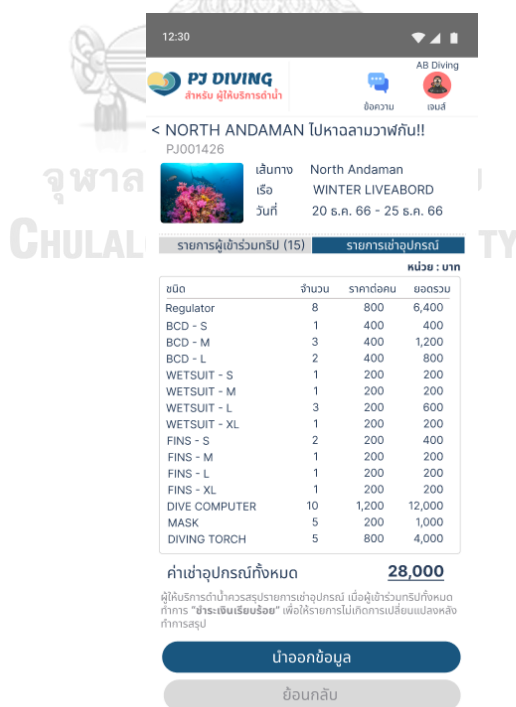 12:30
PJ DIVING
สำหรับ ผู้ให้บริการดำน้ำ
ข้อความ
AB Diving
เจมส์
< NORTH ANDAMAN ไปหาฉลามวาฬกัน!!
PJ001426
เส้นทาง North Andaman
เรือ WINTER LIVEABORD
วันที่ 20 ธ.ค. 66 - 25 ธ.ค. 66
จุฬาล
CHULAL TY
รายการผู้เข้าร่วมทริป (15) รายการเช่าอุปกรณ์
หน่วย : บาท
ชนิด จำนวน ราคาต่อคน ยอดรวม
Regulator 8 800 6,400
BCD - S 1 400 400
BCD - M 3 400 1,200
BCD - L 2 400 800
WETSUIT - S 1 200 200
WETSUIT - M 1 200 200
WETSUIT - L 3 200 600
WETSUIT - XL 1 200 200
FINS - S 2 200 400
FINS - M 1 200 200
FINS - L 1 200 200
FINS - XL 1 200 200
DIVE COMPUTER 10 1,200 12,000
MASK 5 200 1,000
DIVING TORCH 5 800 4,000
ค่าเช่าอุปกรณ์ทั้งหมด 28,000
ผู้ให้บริการดำน้ำควรสรุปรายการเช่าอุปกรณ์ เมื่อผู้เข้าร่วมทริปทั้งหมด
ทำการ "ชำระเงินเรียบร้อย" เพื่อให้รายการไม่เกิดการเปลี่ยนแปลงหลัง
ทำการสรุป
นำออกข้อมูล
ย้อนกลับ